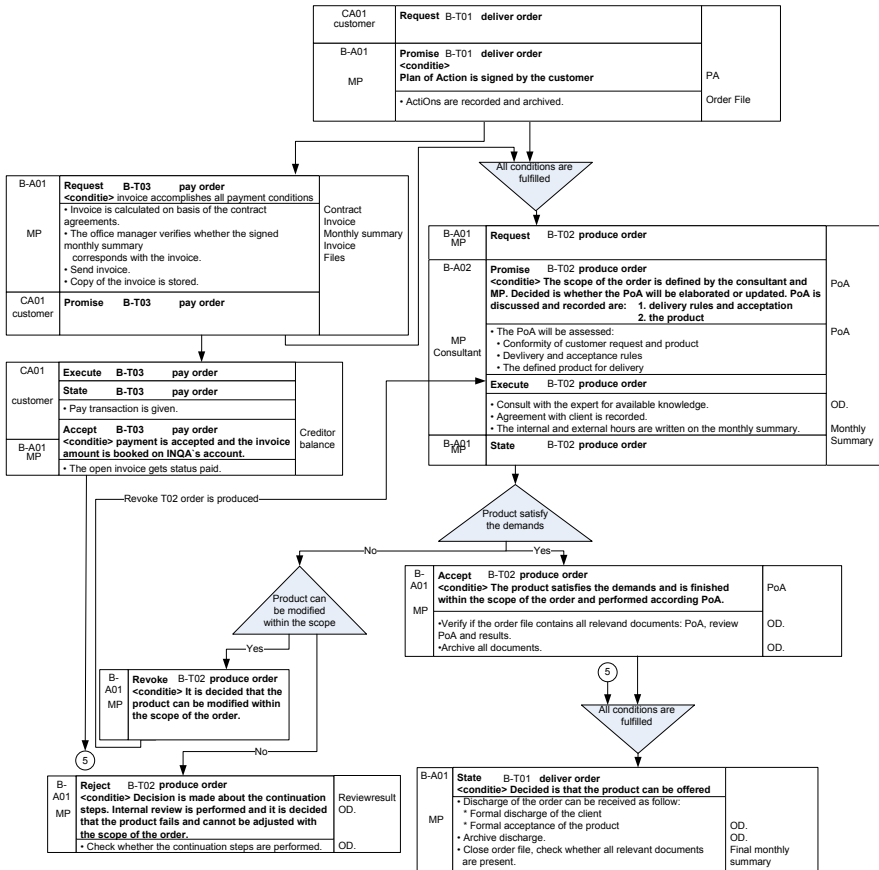 CA01
customer
Request B-T01 deliver order
B-A01
MP
Promise B-T01 deliver order
<conditie>
Plan of Action is signed by the customer
PA
• ActiOns are recorded and archived.
Order File
All conditions are
fulfilled
B-A01
MP
Request B-T03 pay order
<conditie> invoice accomplishes all payment conditions
• Invoice is calculated on basis of the contract
agreements.
• The office manager verifies whether the signed
monthly summary
corresponds with the invoice.
• Send invoice.
• Copy of the invoice is stored.
Contract
Invoice
Monthly summary
Invoice
Files
CA01
customer
Promise B-T03 pay order
CA01
customer
Execute B-T03 pay order
State B-T03 pay order
• Pay transaction is given.
B-A01
MP
Accept B-T03 pay order
<conditie> payment is accepted and the invoice
amount is booked on INQA`s account.
• The open invoice gets status paid.
Creditor
balance
B-A01
MP
Request B-T02 produce order
B-A02
MP
Consultant
Promise B-T02 produce order
<conditie> The scope of the order is defined by the consultant and
MP. Decided is whether the PoA will be elaborated or updated. PoA is
discussed and recorded are: 1. delivery rules and acceptation
2. the product
PoA
• The PoA will be assessed:
• Conformity of customer request and product
• Devlivery and acceptance rules
• The defined product for delivery
PoA
Execute B-T02 produce order
• Consult with the expert for available knowledge.
• Agreement with client is recorded.
• The internal and external hours are written on the monthly summary.
OD.
Monthly
Summary
B-A01
MP
State B-T02 produce order
Revoke T02 order is produced
Product satisfy
the demands
No
Yes
Product can
be modified
within the scope
Yes
No
B-
A01
MP
Accept B-T02 produce order
<conditie> The product satisfies the demands and is finished
within the scope of the order and performed according PoA.
PoA
•Verify if the order file contains all relevand documents: PoA, review
PoA and results.
•Archive all documents.
OD.
OD.
B-
A01
MP
Revoke B-T02 produce order
<conditie> It is decided that the
product can be modified within
the scope of the order.
5
5
All conditions are
fulfilled
B-
A01
MP
Reject B-T02 produce order
<conditie> Decision is made about the continuation
steps. Internal review is performed and it is decided
that the product fails and cannot be adjusted with
the scope of the order.
Reviewresult
OD.
• Check whether the continuation steps are performed.
OD.
B-A01
MP
State B-T01 deliver order
<conditie> Decided is that the product can be offered
• Discharge of the order can be received as follow:
* Formal discharge of the client
* Formal acceptance of the product
• Archive discharge.
• Close order file, check whether all relevant documents
are present.
OD.
OD.
Final monthly
summary